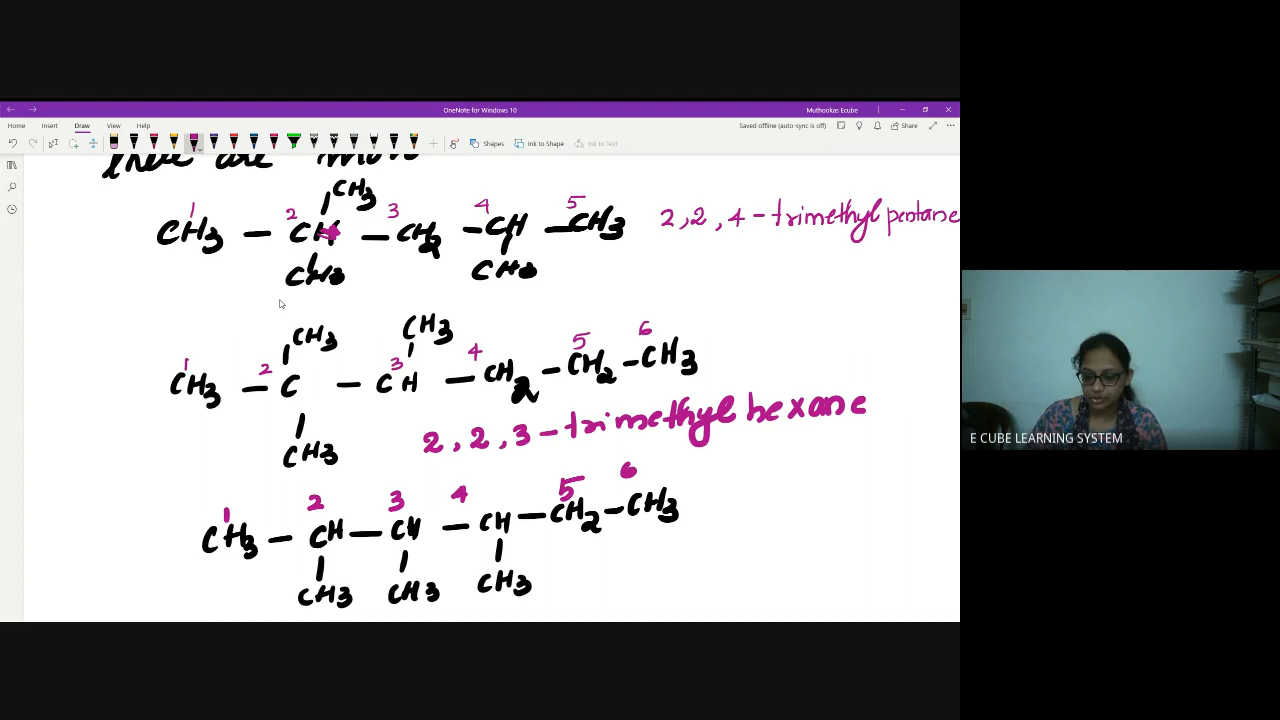 OneNote for Windows 10
Muthookas Ecube
Home Insert Draw View Help
Saved offline (auto-sync is off)
Share
Shapes
Ink to Shape
Ink to Text
CH3
1 2 3 4 5
CH3 — CH — CH2 — CH — CH3 2,2,4 - trimethyl pentane
CH3 CH3
CH3 CH3
1 2 3 4 5 6
CH3 — C — CH — CH2 — CH2 — CH3
CH3
2,2,3 - trimethyl hexane
1 2 3 4 5 6
CH3 — CH — CH — CH — CH2 — CH3
CH3 CH3 CH3
E CUBE LEARNING SYSTEM